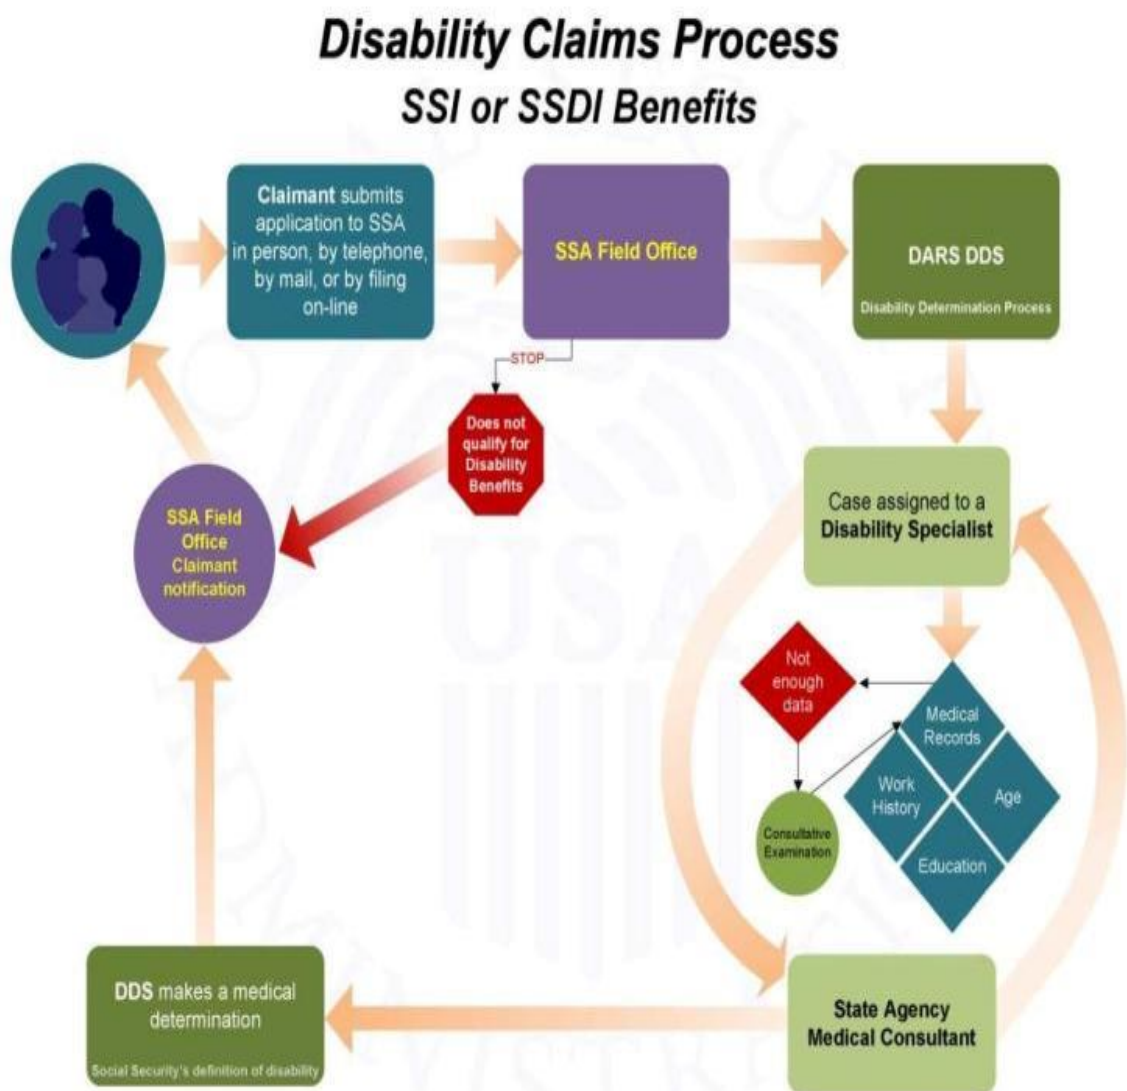 Disability Claims Process
SSI or SSDI Benefits
Claimant submits
application to SSA
in person, by telephone,
by mail, or by filing
on-line
SSA Field Office
DARS DDS
Disability Determination Process
STOP
Does not
qualify for
Disability
Benefits
SSA Field
Office
Claimant
notification
Case assigned to a
Disability Specialist
Not
enough
data
Medical
Records
Work
History
Age
Education
Consultative
Examination
DDS makes a medical
determination
Social Security's definition of disability
State Agency
Medical Consultant
USA